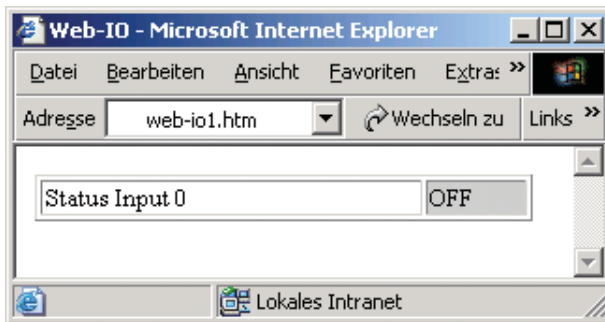 Web-IO - Microsoft Internet Explorer
Datei Bearbeiten Ansicht Favoriten Extra: »
Adresse web-io1.htm Wechseln zu Links »
Status Input 0 OFF
Lokales Intranet